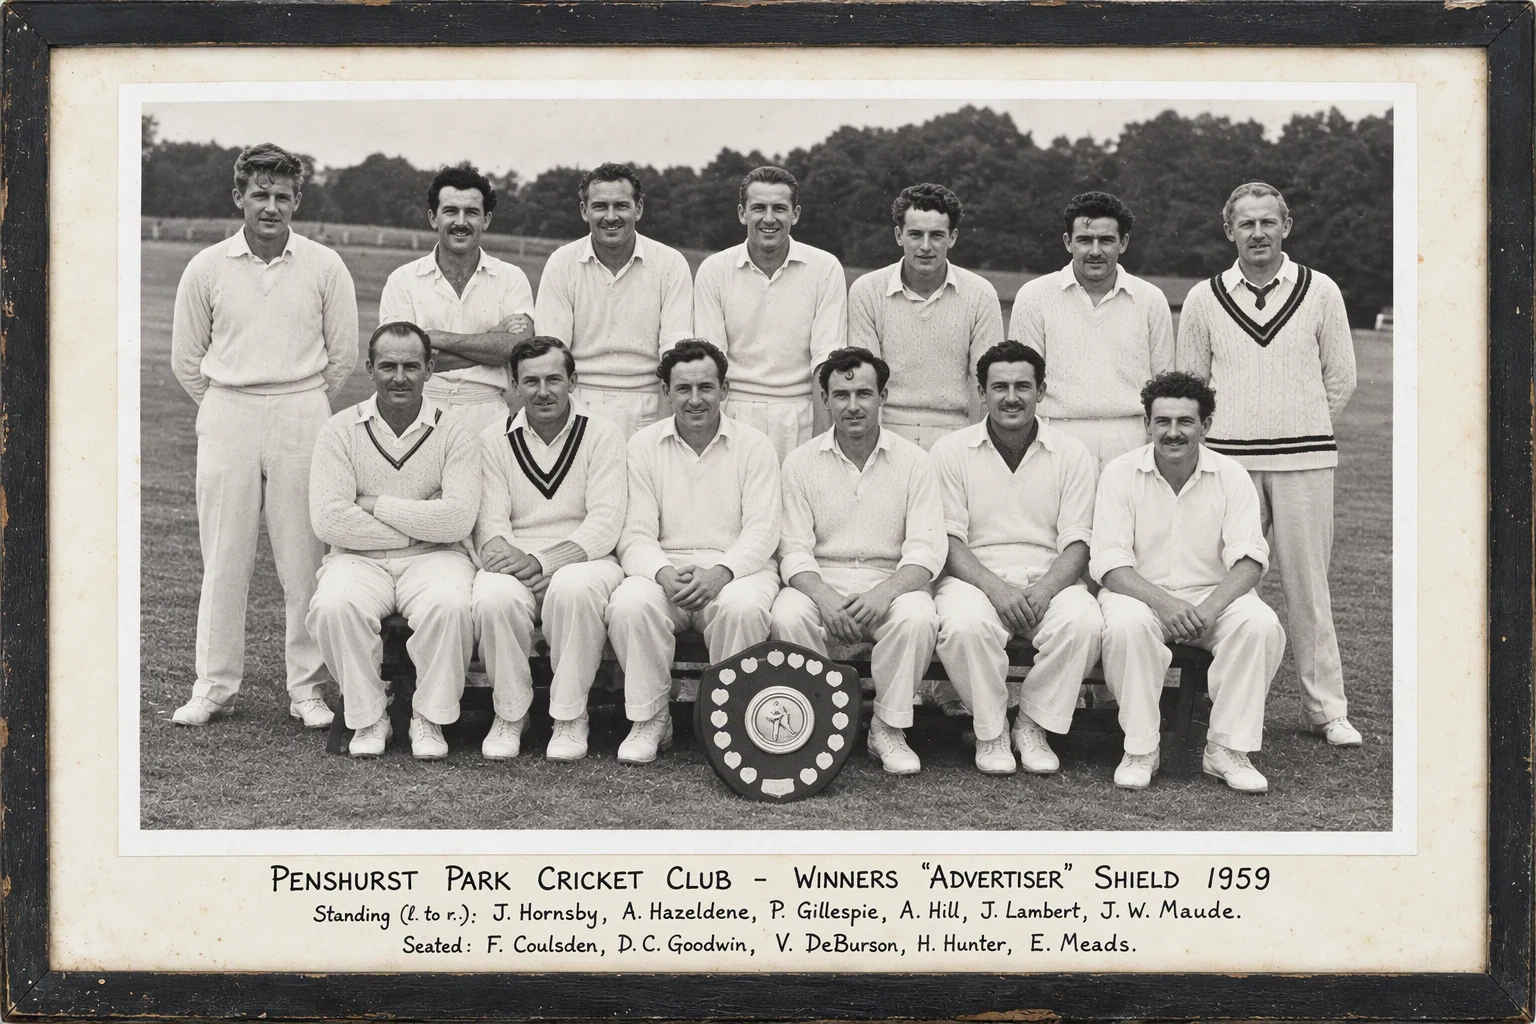 PENSHURST PARK CRICKET CLUB – WINNERS “ADVERTISER” SHIELD 1959
Standing (l. to r.): J. Hornsby, A. Hazeldene, P. Gillespie, A. Hill, J. Lambert, J. W. Maude.
Seated: F. Coulsden, D. C. Goodwin, V. DeBurson, H. Hunter, E. Meads.